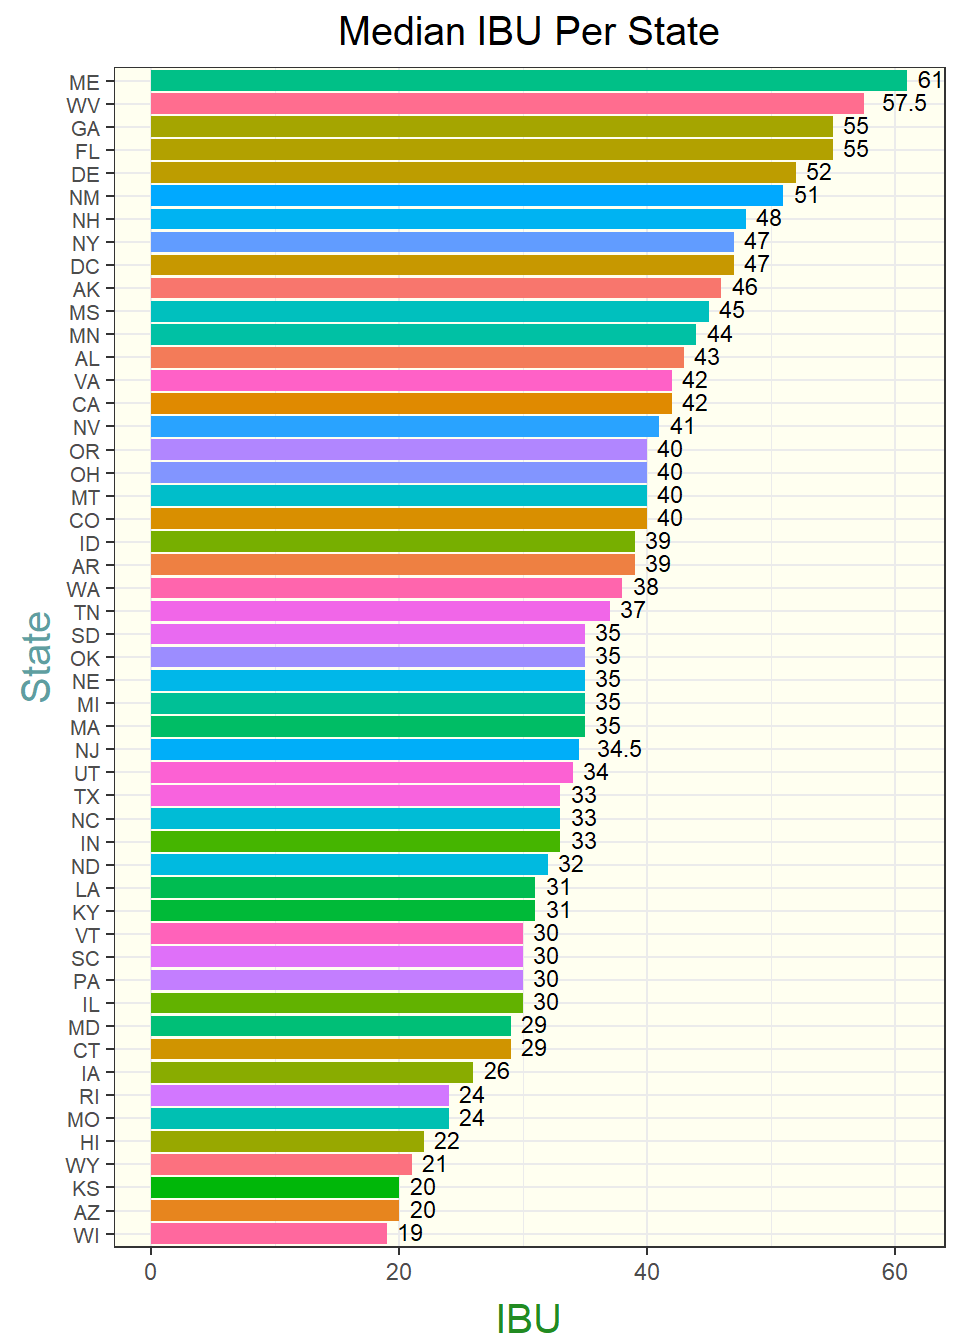 Median IBU Per State
ME 61
WV 57.5
GA 55
FL 55
DE 52
NM 51
NH 48
NY 47
DC 47
AK 46
MS 45
MN 44
AL 43
VA 42
CA 42
NV 41
OR 40
OH 40
MT 40
CO 40
ID 39
AR 39
WA 38
TN 37
SD 35
OK 35
NE 35
MI 35
MA 35
NJ 34.5
UT 34
TX 33
NC 33
IN 33
ND 32
LA 31
KY 31
VT 30
SC 30
PA 30
IL 30
MD 29
CT 29
IA 26
RI 24
MO 24
HI 22
WY 21
KS 20
AZ 20
WI 19
State
0 20 40 60
IBU